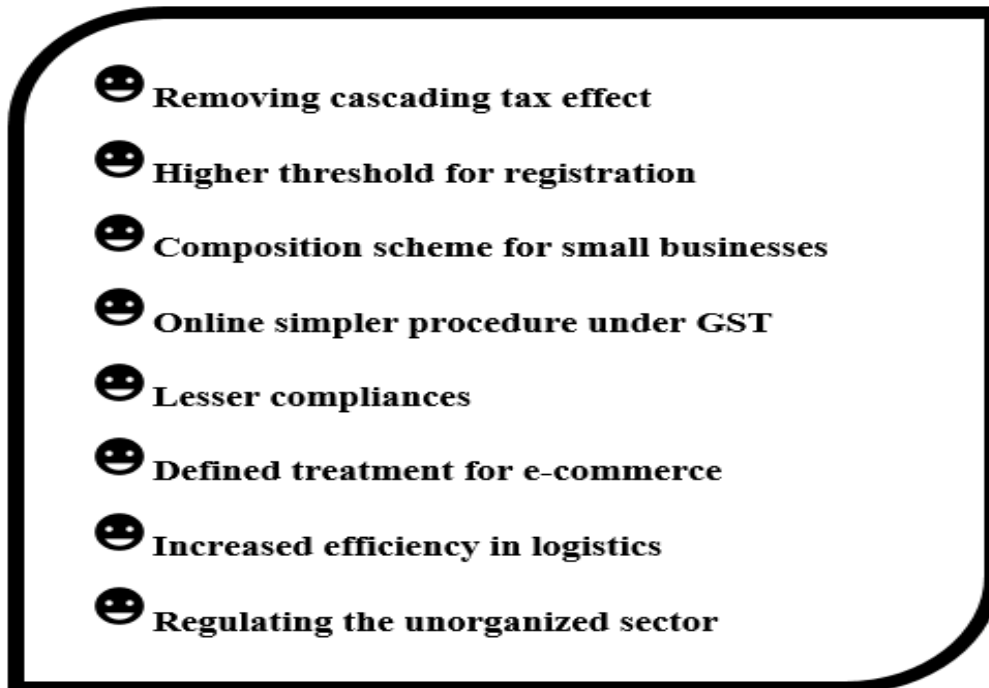 Removing cascading tax effect
Higher threshold for registration
Composition scheme for small businesses
Online simpler procedure under GST
Lesser compliances
Defined treatment for e-commerce
Increased efficiency in logistics
Regulating the unorganized sector